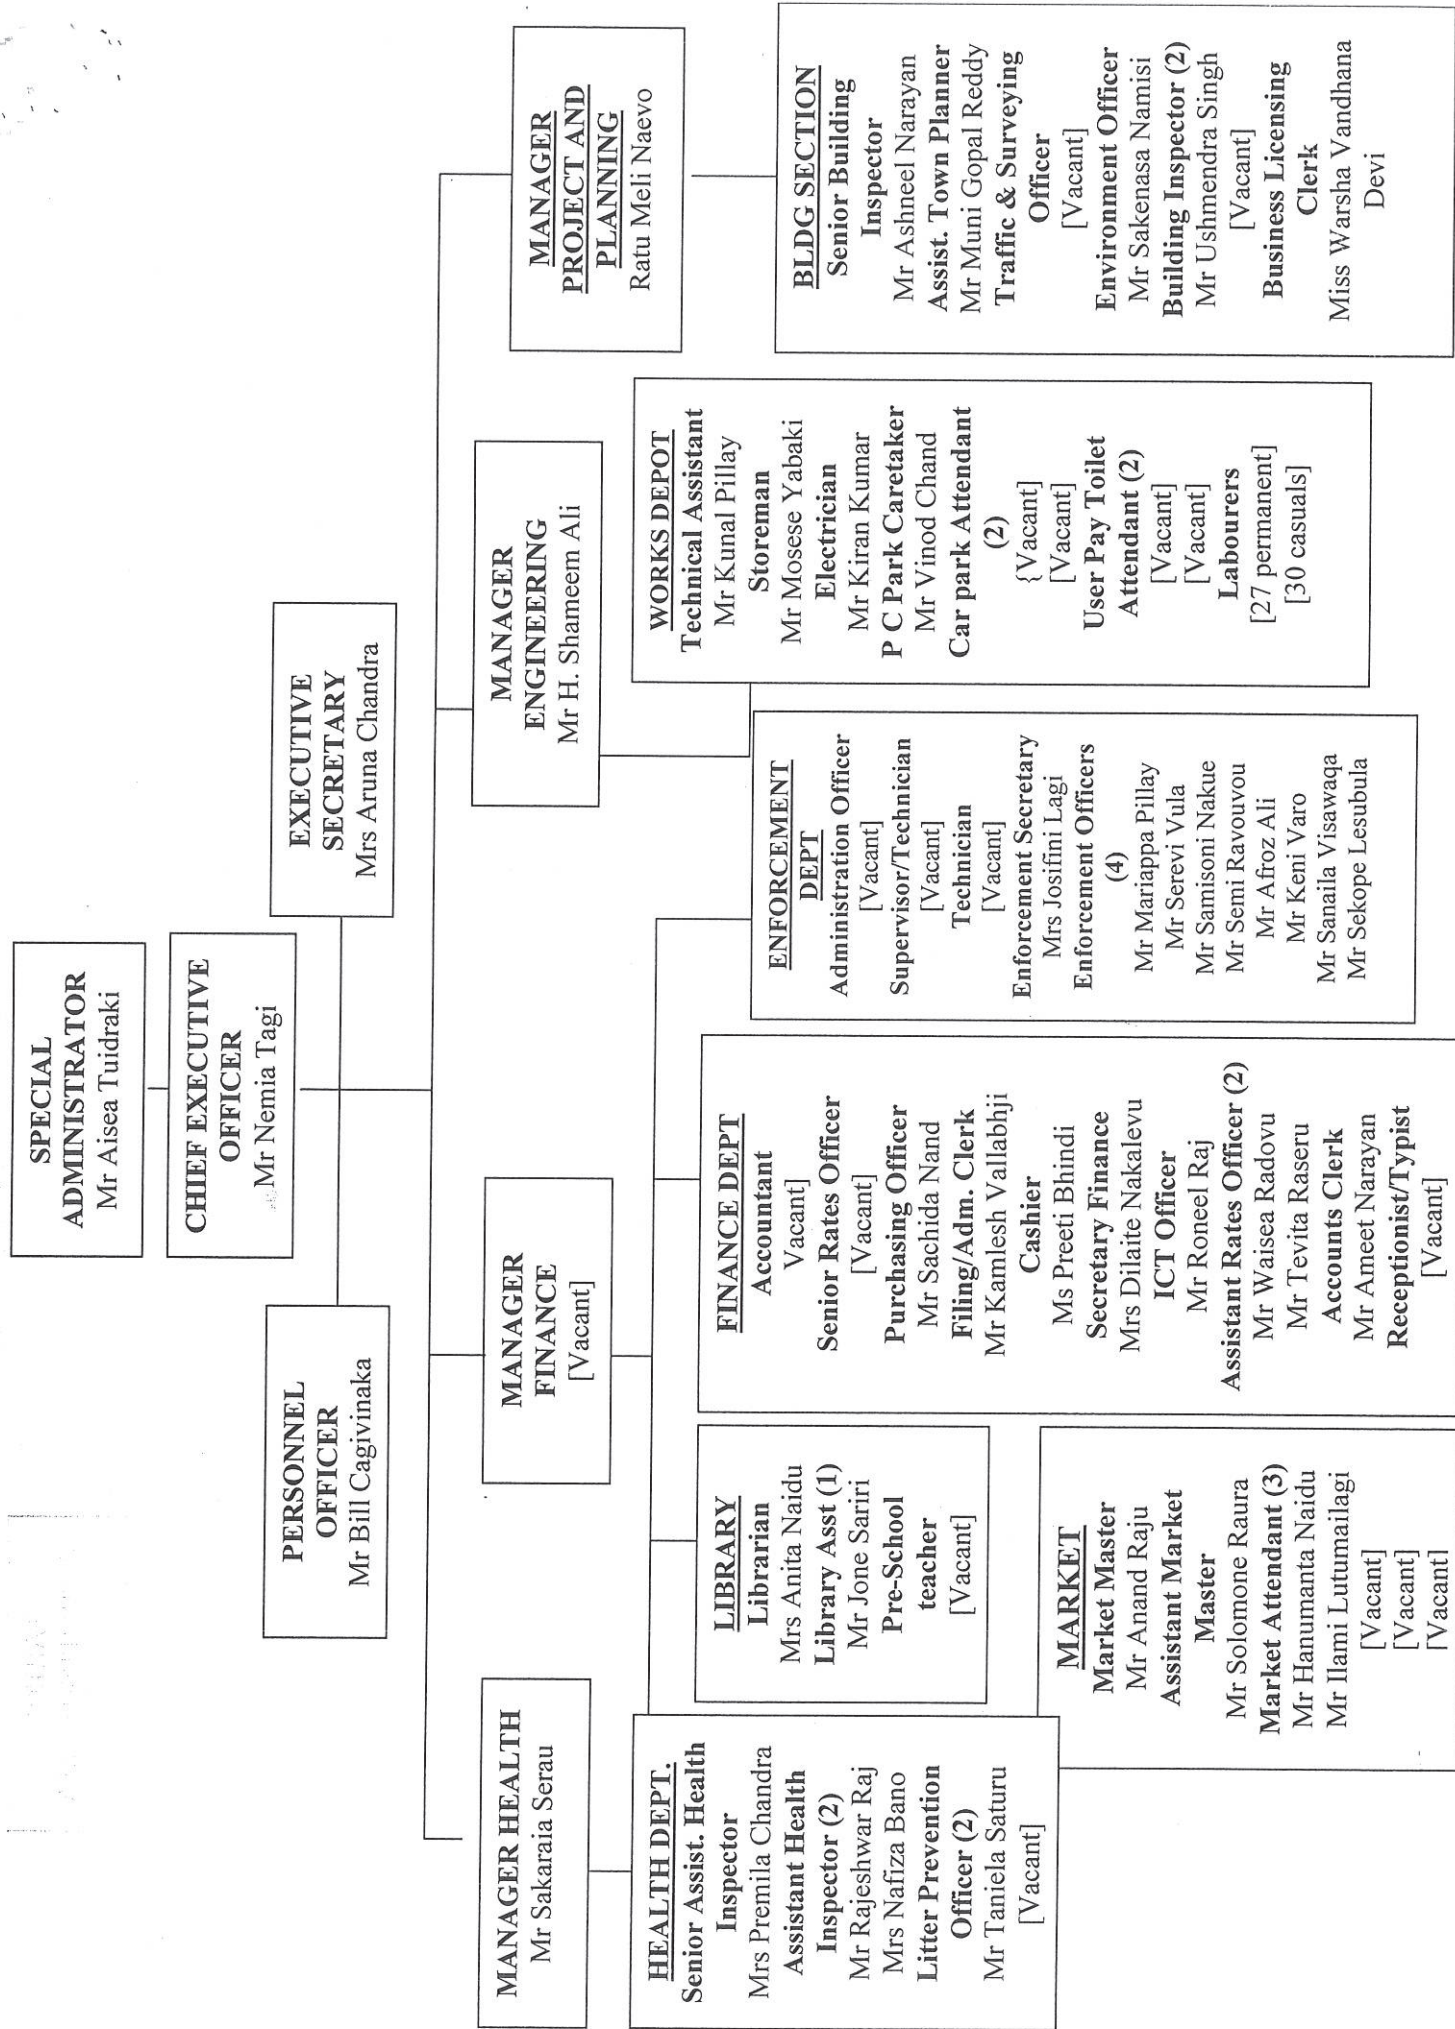 SPECIAL
ADMINISTRATOR
Mr Aisea Tuidraki
CHIEF EXECUTIVE
OFFICER
Mr Nemia Tagi
PERSONNEL
OFFICER
Mr Bill Cagivinaka
EXECUTIVE
SECRETARY
Mrs Aruna Chandra
MANAGER HEALTH
Mr Sakaraia Serau
MANAGER
FINANCE
[Vacant]
MANAGER
ENGINEERING
Mr H. Shameem Ali
MANAGER
PROJECT AND
PLANNING
Ratu Meli Naevo
HEALTH DEPT.
Senior Assist. Health
Inspector
Mrs Premila Chandra
Assistant Health
Inspector (2)
Mr Rajeshwar Raj
Mrs Nafiza Bano
Litter Prevention
Officer (2)
Mr Taniela Saturu
[Vacant]
LIBRARY
Librarian
Mrs Anita Naidu
Library Asst (1)
Mr Jone Sariri
Pre-School
teacher
[Vacant]
MARKET
Market Master
Mr Anand Raju
Assistant Market
Master
Mr Solomone Raura
Market Attendant (3)
Mr Hanumanta Naidu
Mr Ilami Lutumailagi
[Vacant]
[Vacant]
[Vacant]
FINANCE DEPT
Accountant
Vacant]
Senior Rates Officer
[Vacant]
Purchasing Officer
Mr Sachida Nand
Filing/Adm. Clerk
Mr Kamlesh Vallabhji
Cashier
Ms Preeti Bhindi
Secretary Finance
Mrs Dilaite Nakalevu
ICT Officer
Mr Roneel Raj
Assistant Rates Officer (2)
Mr Waisea Radovu
Mr Tevita Raseru
Accounts Clerk
Mr Ameet Narayan
Receptionist/Typist
[Vacant]
ENFORCEMENT
DEPT
Administration Officer
[Vacant]
Supervisor/Technician
[Vacant]
Technician
[Vacant]
Enforcement Secretary
Mrs Josifini Lagi
Enforcement Officers
(4)
Mr Mariappa Pillay
Mr Serevi Vula
Mr Samisoni Nakue
Mr Semi Ravouvou
Mr Afroz Ali
Mr Keni Varo
Mr Sanaila Visawaqa
Mr Sekope Lesubula
WORKS DEPOT
Technical Assistant
Mr Kunal Pillay
Storeman
Mr Mosese Yabaki
Electrician
Mr Kiran Kumar
P C Park Caretaker
Mr Vinod Chand
Car park Attendant
(2)
{Vacant]
[Vacant]
User Pay Toilet
Attendant (2)
[Vacant]
[Vacant]
Labourers
[27 permanent]
[30 casuals]
BLDG SECTION
Senior Building
Inspector
Mr Ashneel Narayan
Assist. Town Planner
Mr Muni Gopal Reddy
Traffic & Surveying
Officer
[Vacant]
Environment Officer
Mr Sakenasa Namisi
Building Inspector (2)
Mr Ushmendra Singh
[Vacant]
Business Licensing
Clerk
Miss Warsha Vandhana
Devi